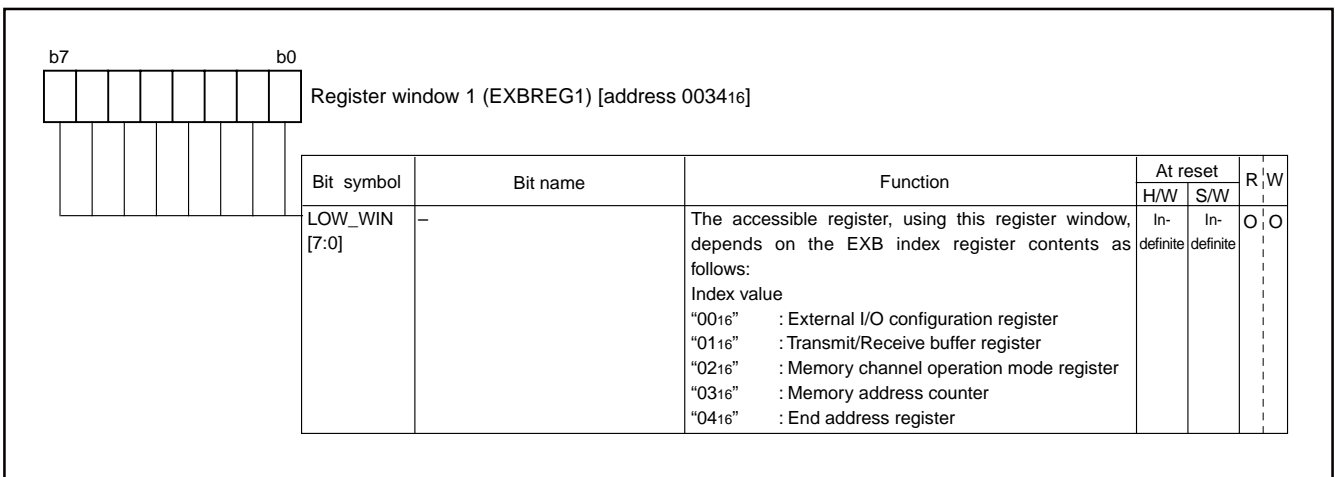 b7 b0
Register window 1 (EXBREG1) [address 003416]
Bit symbol Bit name Function At reset R W
H/W S/W
LOW_WIN – The accessible register, using this register window, In- In- O O
[7:0] depends on the EXB index register contents as definite definite
follows:
Index value
“0016” : External I/O configuration register
“0116” : Transmit/Receive buffer register
“0216” : Memory channel operation mode register
“0316” : Memory address counter
“0416” : End address register